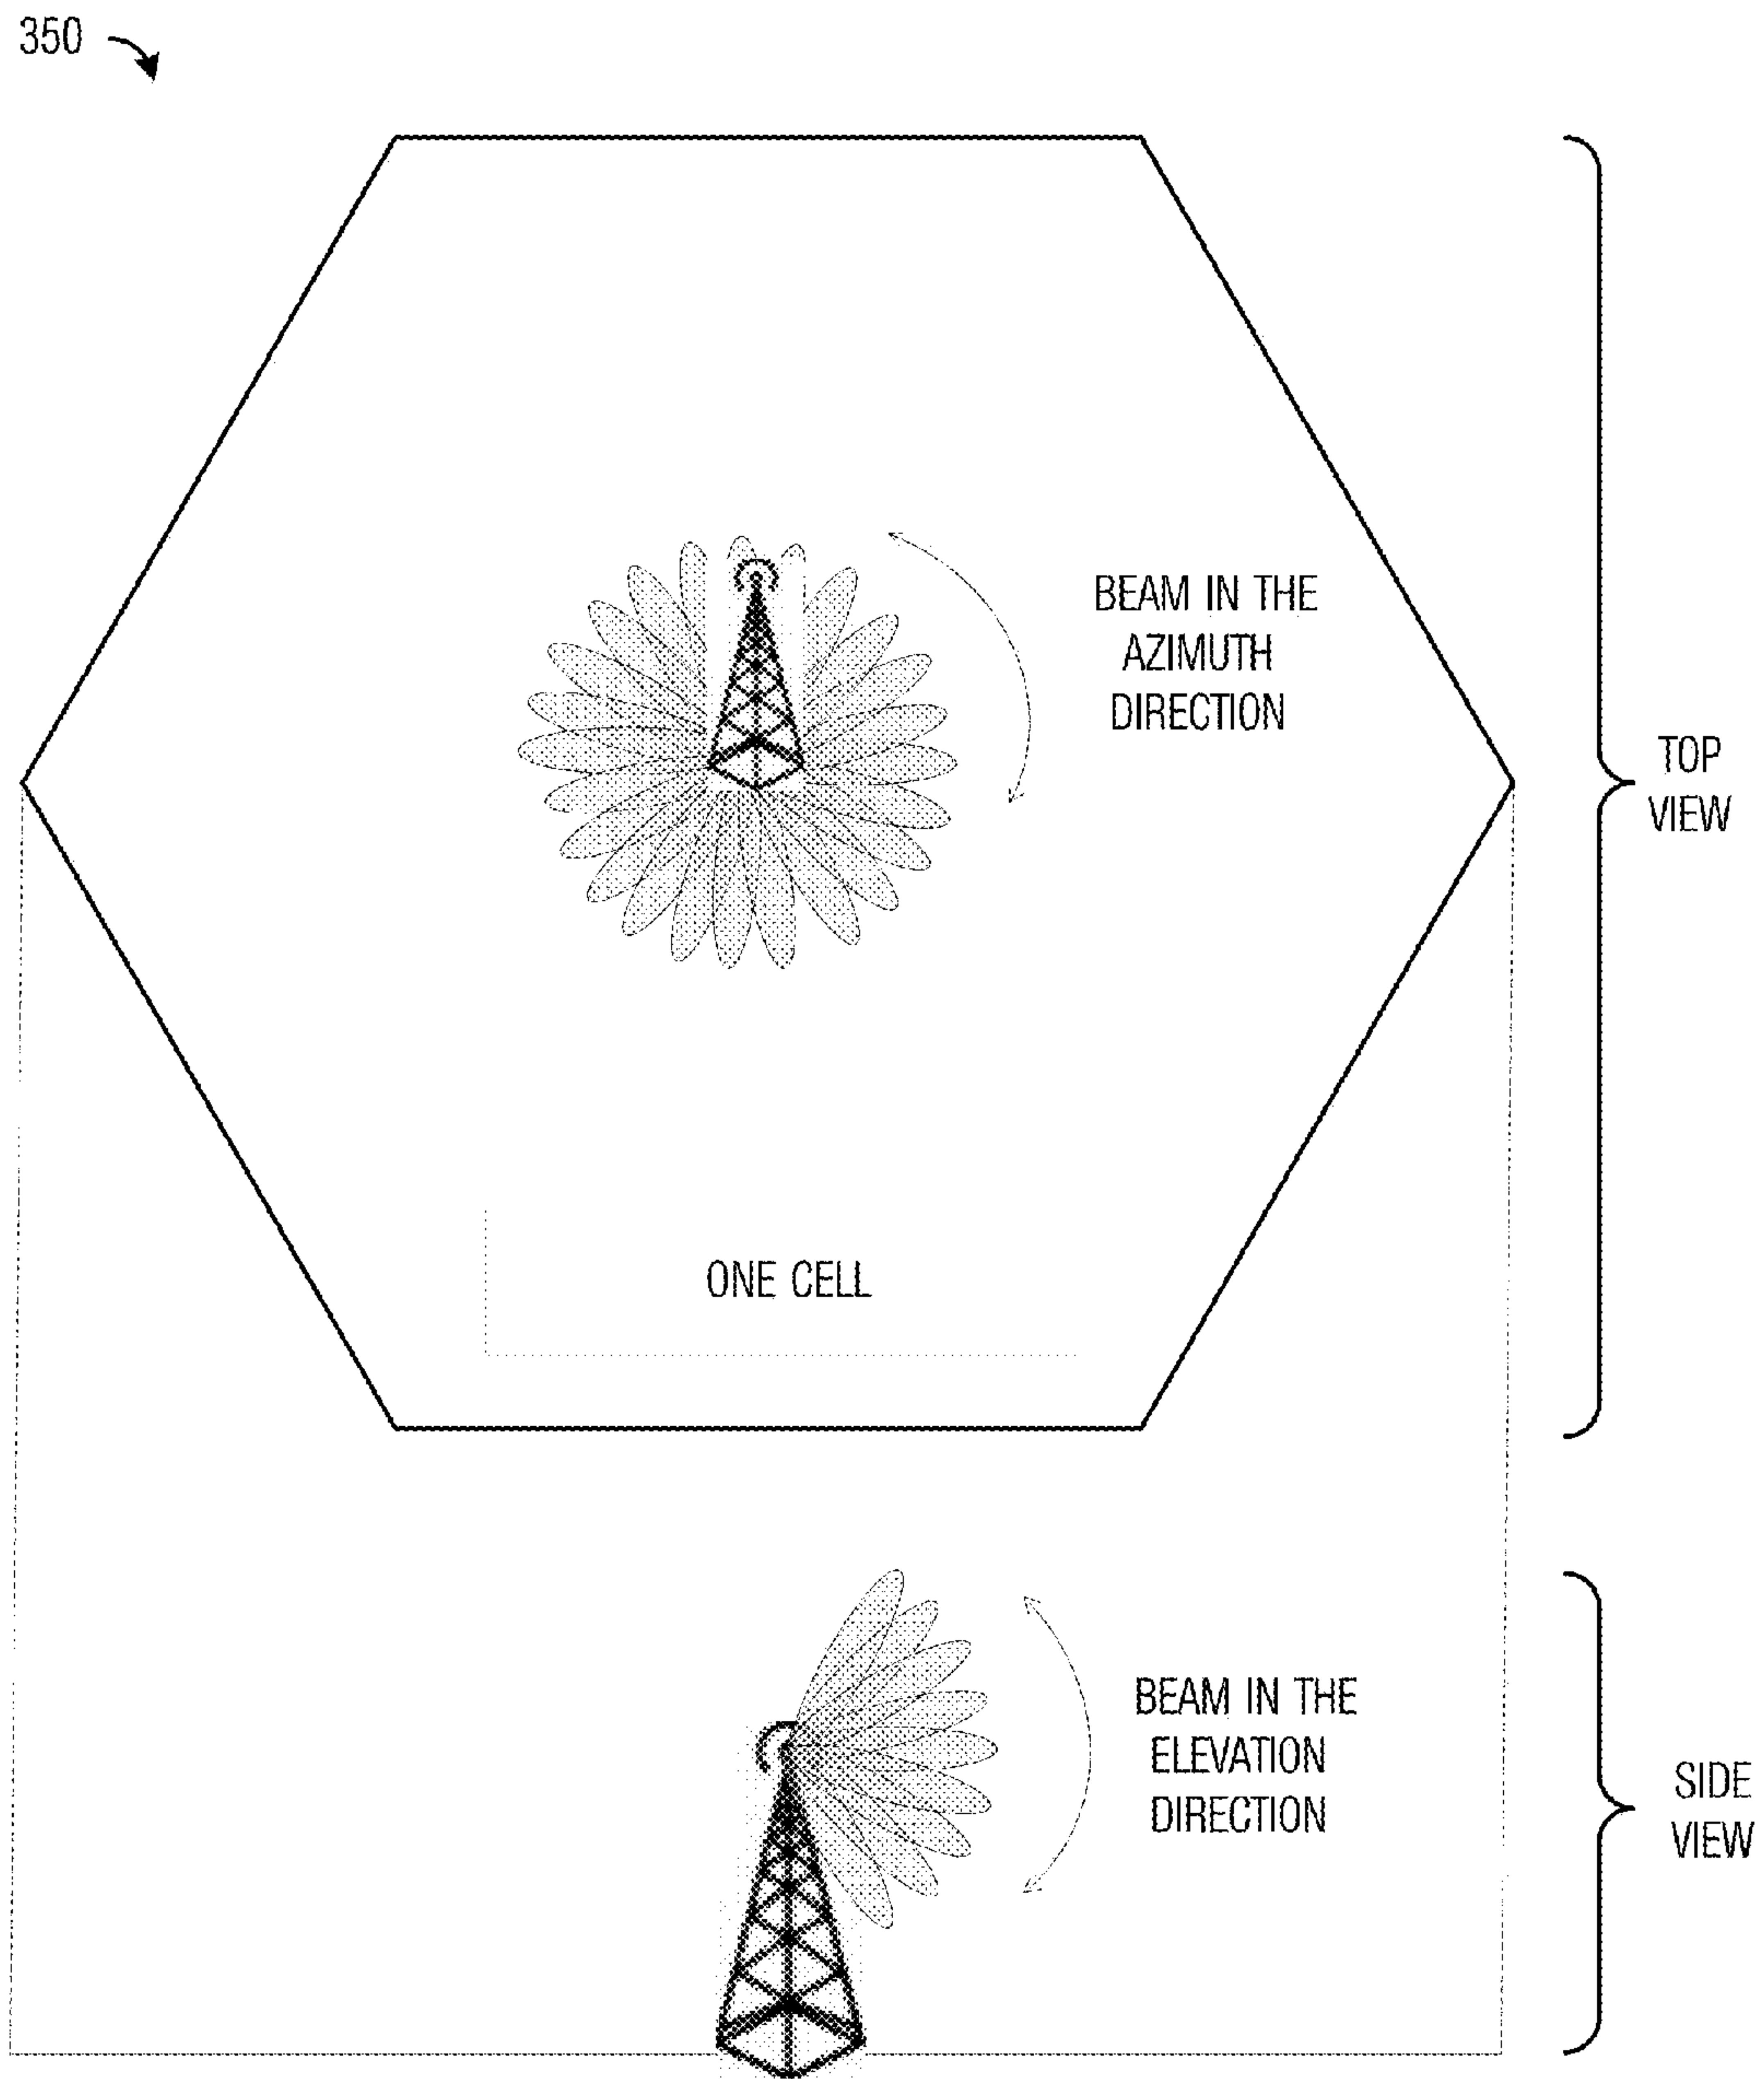 350
BEAM IN THE
AZIMUTH
DIRECTION
TOP
VIEW
ONE CELL
BEAM IN THE
ELEVATION
DIRECTION
SIDE
VIEW